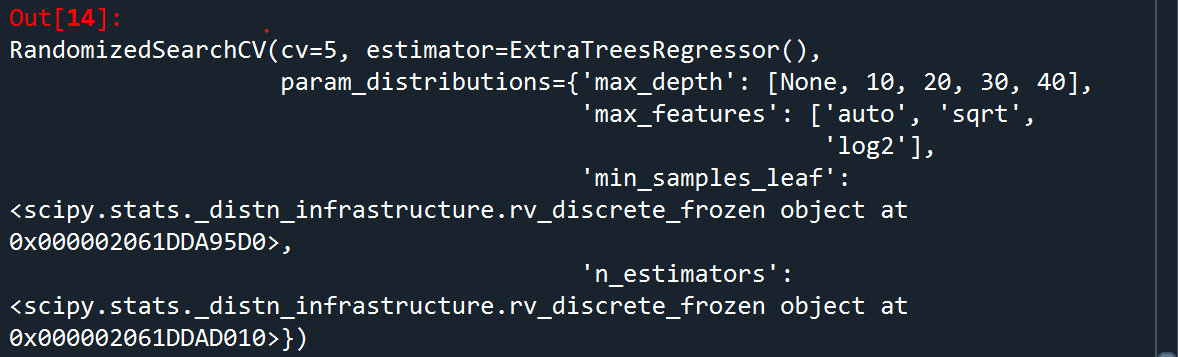 Out[14]:
RandomizedSearchCV(cv=5, estimator=ExtraTreesRegressor(),
                   param_distributions={'max_depth': [None, 10, 20, 30, 40],
                                        'max_features': ['auto', 'sqrt',
                                                         'log2'],
                                        'min_samples_leaf':
<scipy.stats._distn_infrastructure.rv_discrete_frozen object at
0x000002061DDA95D0>,
                                        'n_estimators':
<scipy.stats._distn_infrastructure.rv_discrete_frozen object at
0x000002061DDAD010>})